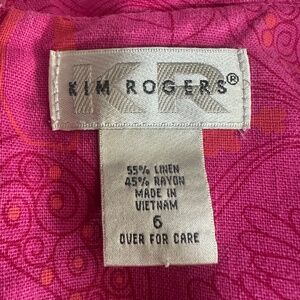 KR
KIM ROGERS®
55% LINEN
45% RAYON
MADE IN
VIETNAM
6
OVER FOR CARE